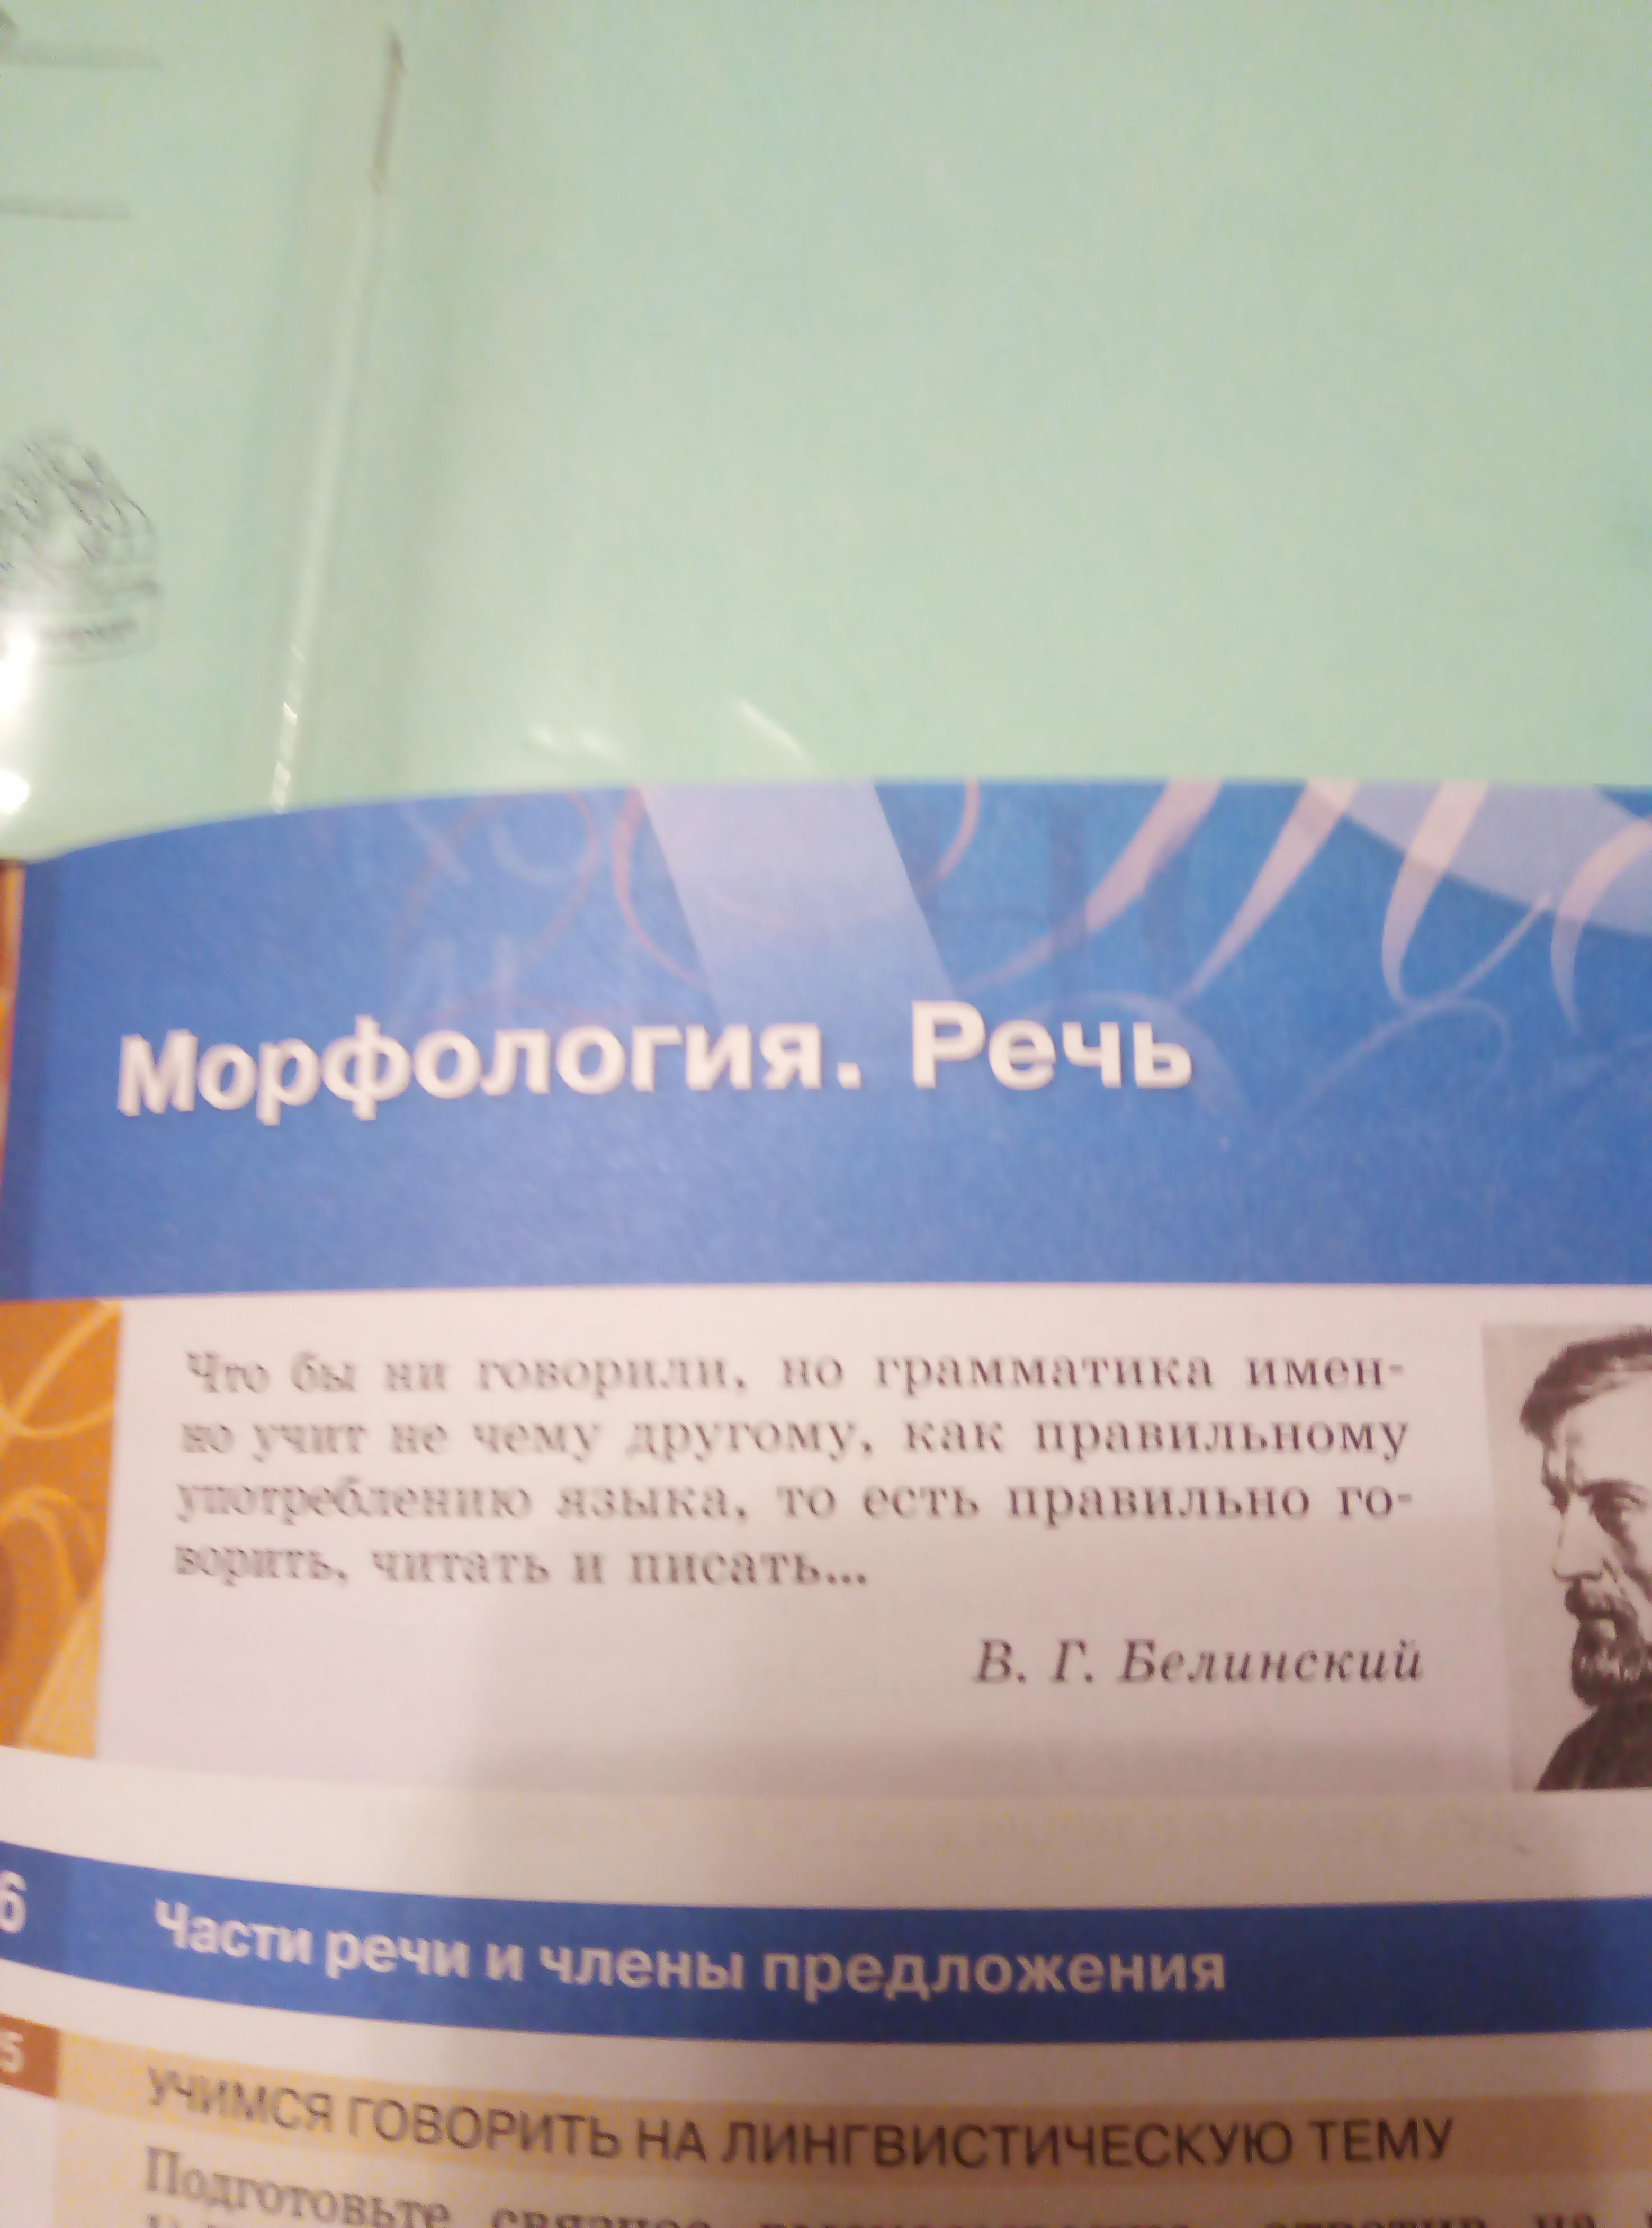 Морфология. Речь
Что бы ни говорили, но грамматика имен-
но учит не чему другому, как правильному
употреблению языка, то есть правильно го-
ворить, читать и писать...
В. Г. Белинский
6 Части речи и члены предложения
5 УЧИМСЯ ГОВОРИТЬ НА ЛИНГВИСТИЧЕСКУЮ ТЕМУ
Подготовьте связное